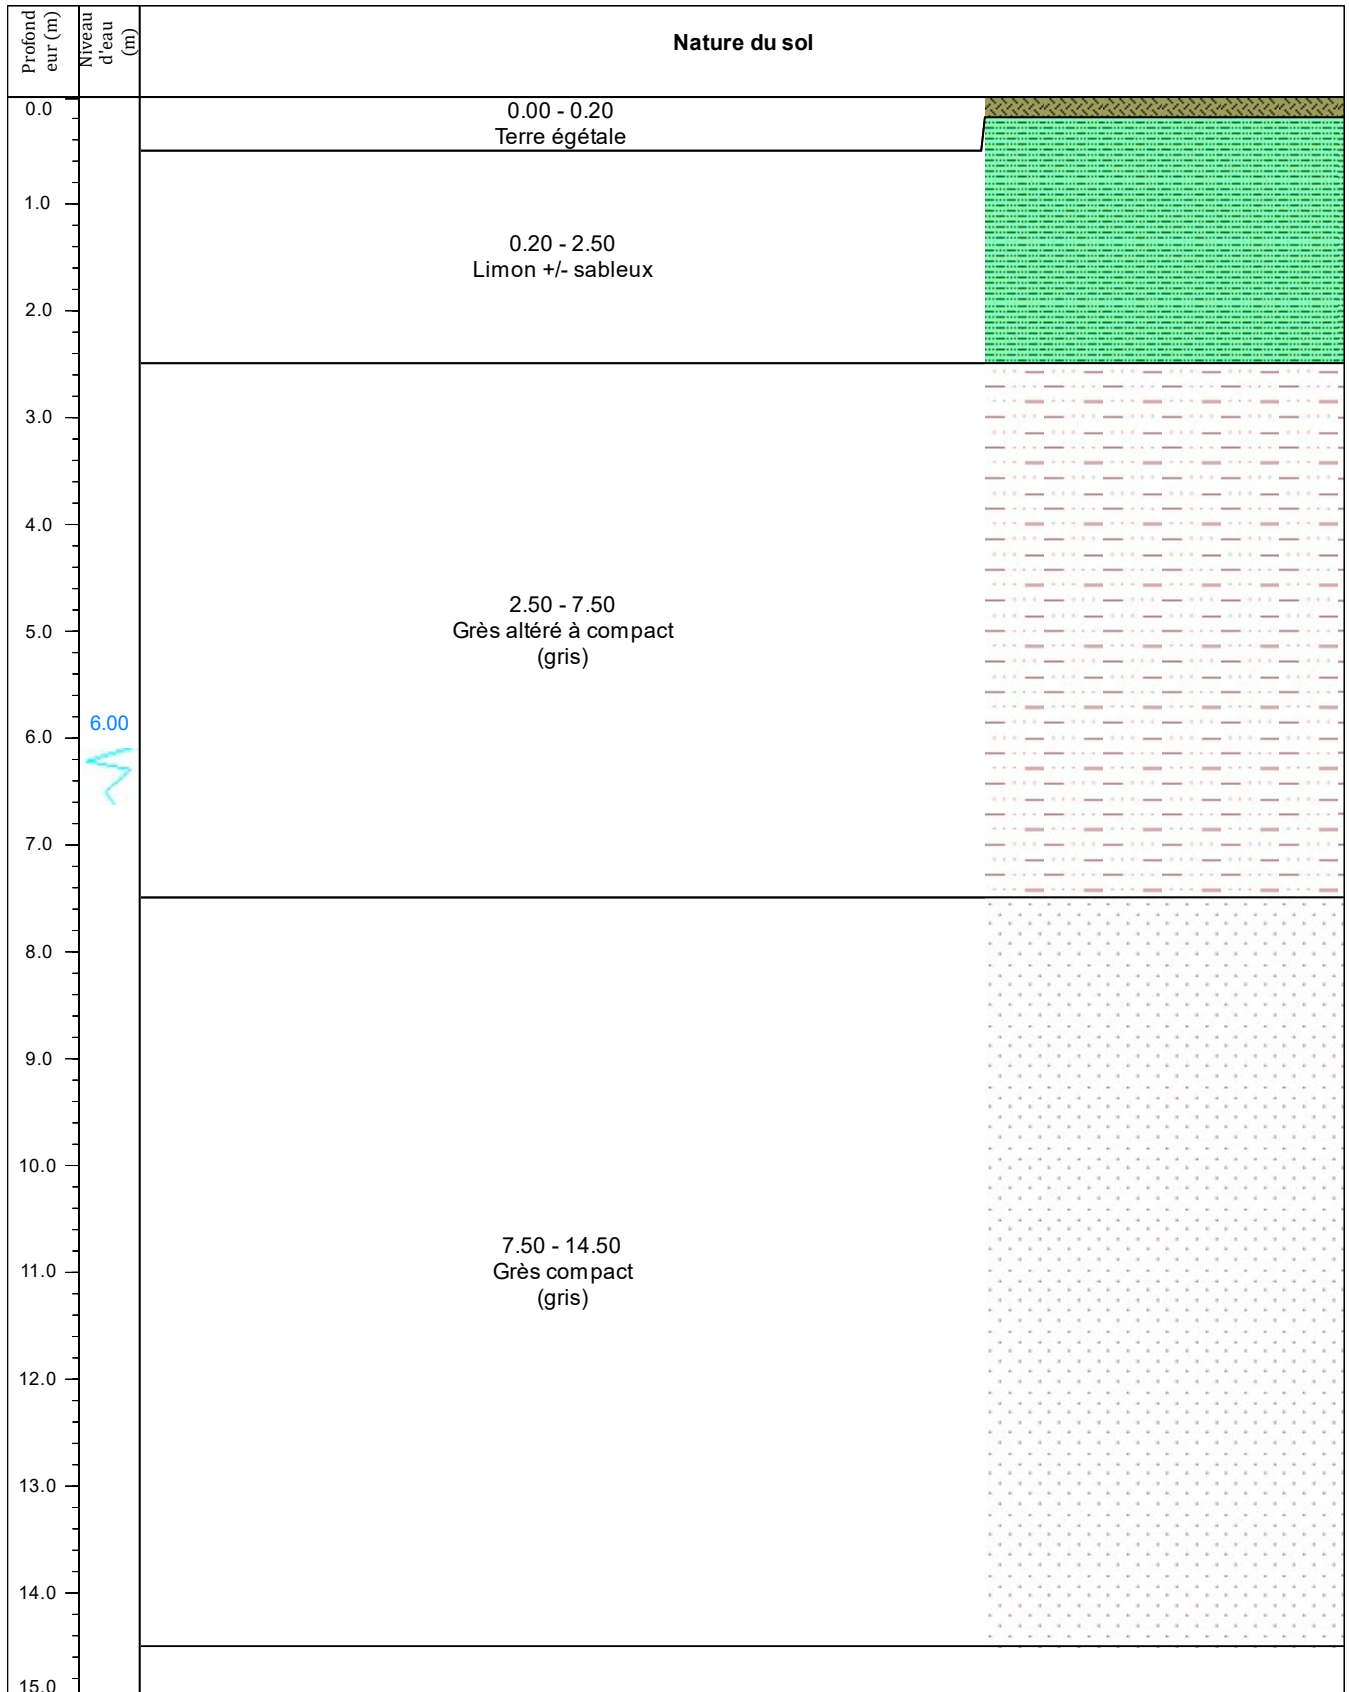 Profond
eur (m)
Niveau
d'eau
(m)
Nature du sol
0.0
0.00 - 0.20
Terre égétale
1.0
0.20 - 2.50
Limon +/- sableux
2.0
3.0
4.0
2.50 - 7.50
Grès altéré à compact
(gris)
5.0
6.00
6.0
7.0
8.0
9.0
10.0
7.50 - 14.50
Grès compact
(gris)
11.0
12.0
13.0
14.0
15.0